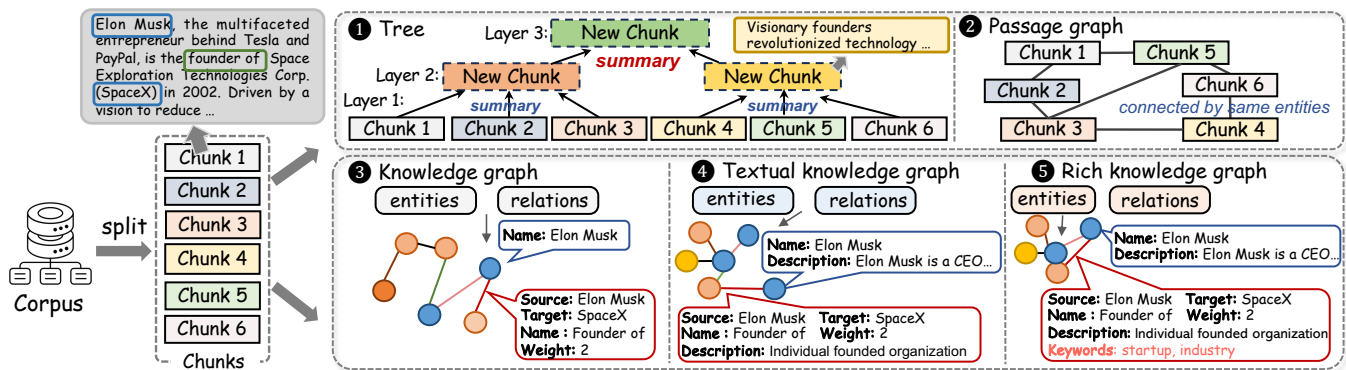 Elon Musk, the multifaceted
entrepreneur behind Tesla and
PayPal, is the founder of Space
Exploration Technologies Corp.
(SpaceX) in 2002. Driven by a
vision to reduce ...
Corpus
split
Chunk 1
Chunk 2
Chunk 3
Chunk 4
Chunk 5
Chunk 6
Chunks
1 Tree
Layer 3:
New Chunk
summary
Visionary founders
revolutionized technology ...
Layer 2:
New Chunk
New Chunk
Layer 1:
summary
summary
Chunk 1
Chunk 2
Chunk 3
Chunk 4
Chunk 5
Chunk 6
2 Passage graph
Chunk 1
Chunk 5
Chunk 2
Chunk 6
connected by same entities
Chunk 3
Chunk 4
3 Knowledge graph
entities
relations
Name: Elon Musk
Source: Elon Musk
Target: SpaceX
Name : Founder of
Weight: 2
4 Textual knowledge graph
entities
relations
Name: Elon Musk
Description: Elon Musk is a CEO...
Source: Elon Musk Target: SpaceX
Name : Founder of Weight: 2
Description: Individual founded organization
5 Rich knowledge graph
entities
relations
Name: Elon Musk
Description: Elon Musk is a CEO...
Source: Elon Musk Target: SpaceX
Name : Founder of Weight: 2
Description: Individual founded organization
Keywords: startup, industry